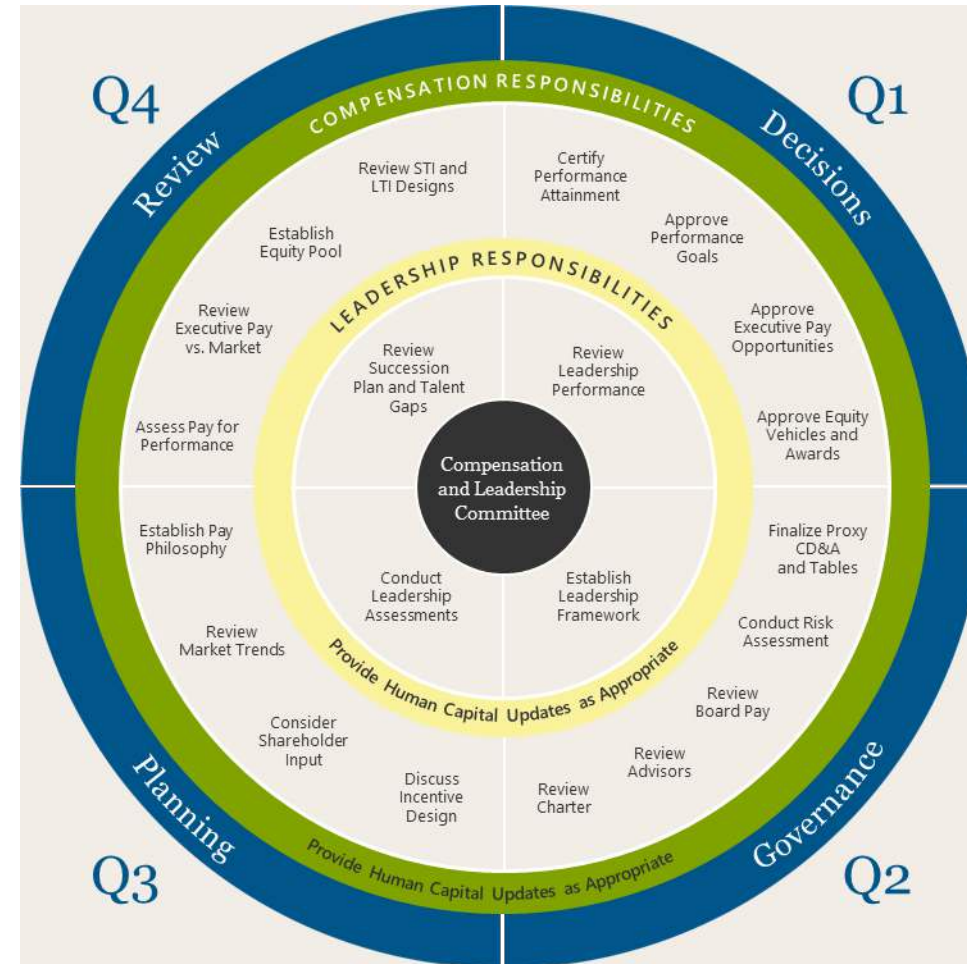 Q4
Q1
Review
Decisions
COMPENSATION RESPONSIBILITIES
Review STI and
LTI Designs
Establish
Equity Pool
Review
Executive Pay
vs. Market
Assess Pay for
Performance
Certify
Performance
Attainment
Approve
Performance
Goals
Approve
Executive Pay
Opportunities
Approve Equity
Vehicles and
Awards
LEADERSHIP RESPONSIBILITIES
Review
Succession
Plan and Talent
Gaps
Review
Leadership
Performance
Compensation
and Leadership
Committee
Conduct
Leadership
Assessments
Establish
Leadership
Framework
Provide Human Capital Updates as Appropriate
Establish Pay
Philosophy
Review
Market Trends
Consider
Shareholder
Input
Discuss
Incentive
Design
Finalize Proxy
CD&A
and Tables
Conduct Risk
Assessment
Review
Board Pay
Review
Advisors
Review
Charter
Provide Human Capital Updates as Appropriate
Planning
Governance
Q3
Q2